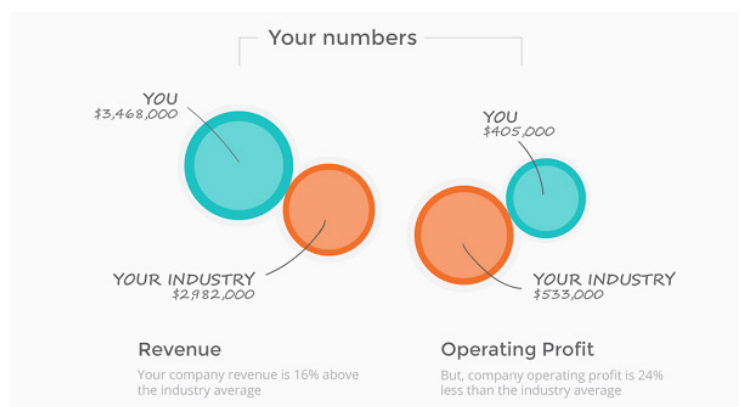 Your numbers
YOU
$3,468,000
YOUR INDUSTRY
$2,982,000
YOU
$405,000
YOUR INDUSTRY
$533,000
Revenue
Your company revenue is 16% above
the industry average
Operating Profit
But, company operating profit is 24%
less than the industry average